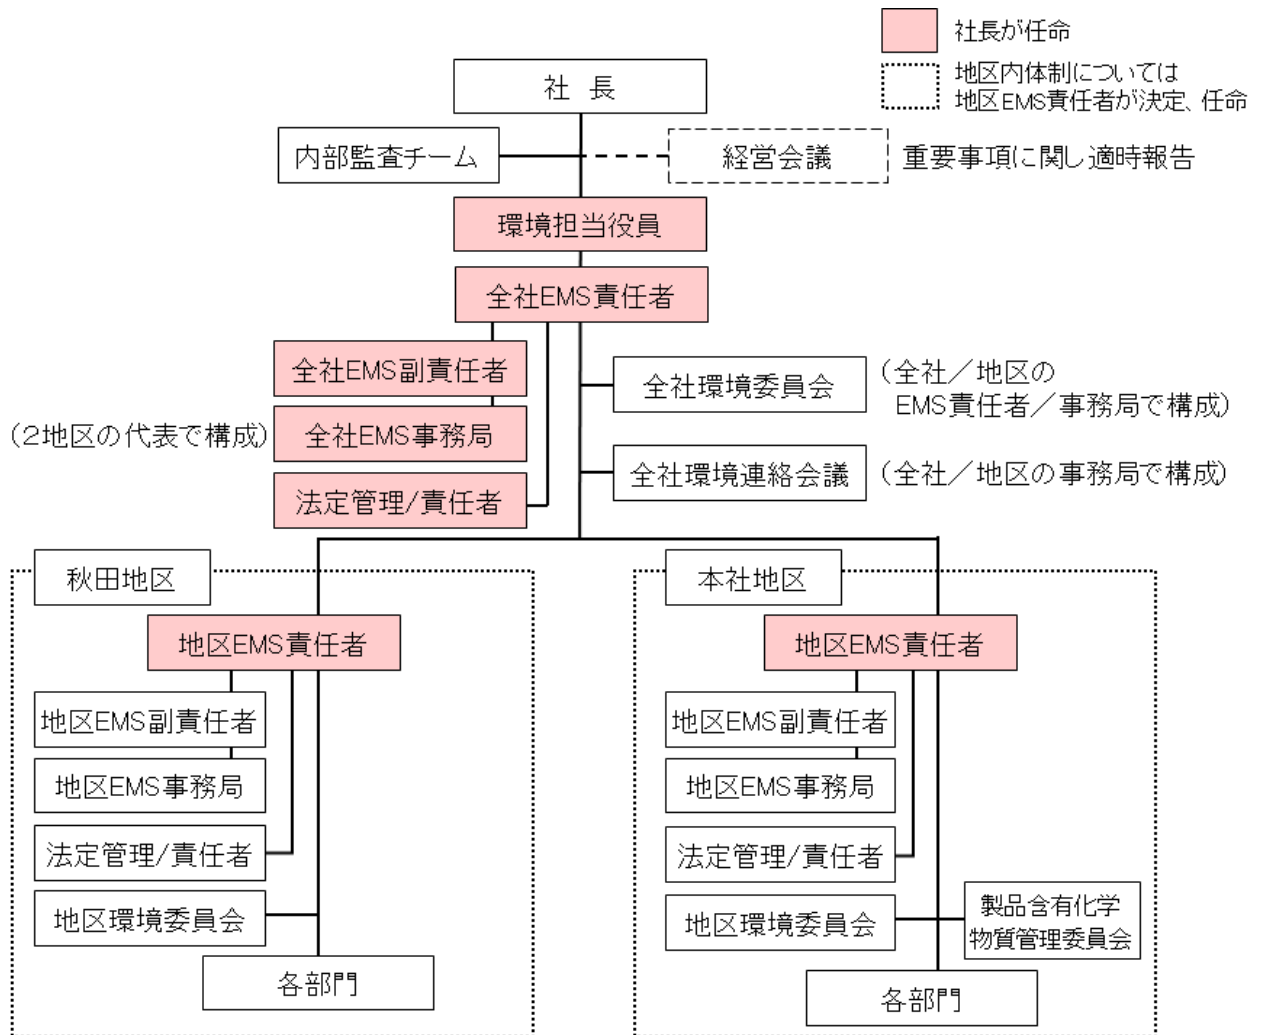 社長が任命
地区内体制については
地区EMS責任者が決定、任命
社 長
内部監査チーム
経営会議
重要事項に関し適時報告
環境担当役員
全社EMS責任者
全社EMS副責任者
全社環境委員会
(全社／地区の
EMS責任者／事務局で構成)
(2地区の代表で構成)
全社EMS事務局
全社環境連絡会議
(全社／地区の事務局で構成)
法定管理/責任者
秋田地区
地区EMS責任者
地区EMS副責任者
地区EMS事務局
法定管理/責任者
地区環境委員会
各部門
本社地区
地区EMS責任者
地区EMS副責任者
地区EMS事務局
法定管理/責任者
地区環境委員会
製品含有化学
物質管理委員会
各部門